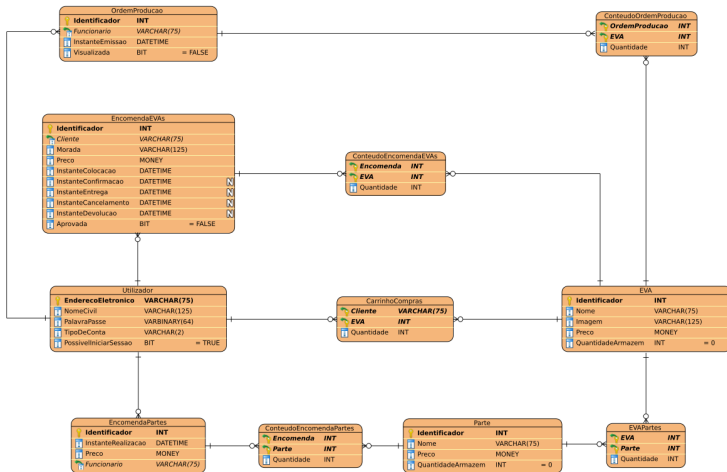 OrdemProducao
Identificador INT
Funcionario VARCHAR(75)
InstanteEmissao DATETIME
Visualizada BIT = FALSE
ConteudoOrdemProducao
OrdemProducao INT
EVA INT
Quantidade INT
EncomendaEVAs
Identificador INT
Cliente VARCHAR(75)
Morada VARCHAR(125)
Preco MONEY
InstanteColocacao DATETIME
InstanteConfirmacao DATETIME N
InstanteEntrega DATETIME N
InstanteCancelamento DATETIME N
InstanteDevolucao DATETIME N
Aprovada BIT = FALSE
ConteudoEncomendaEVAs
Encomenda INT
EVA INT
Quantidade INT
Utilizador
EnderecoEletronico VARCHAR(75)
NomeCivil VARCHAR(125)
PalavraPasse VARBINARY(64)
TipoDeConta VARCHAR(2)
PossivelIniciarSessao BIT = TRUE
CarrinhoCompras
Cliente VARCHAR(75)
EVA INT
Quantidade INT
EVA
Identificador INT
Nome VARCHAR(75)
Imagem VARCHAR(125)
Preco MONEY
QuantidadeArmazem INT = 0
EncomendaPartes
Identificador INT
InstanteRealizacao DATETIME
Preco MONEY
Funcionario VARCHAR(75)
ConteudoEncomendaPartes
Encomenda INT
Parte INT
Quantidade INT
Parte
Identificador INT
Nome VARCHAR(75)
Preco MONEY
QuantidadeArmazem INT = 0
EVAPartes
EVA INT
Parte INT
Quantidade INT